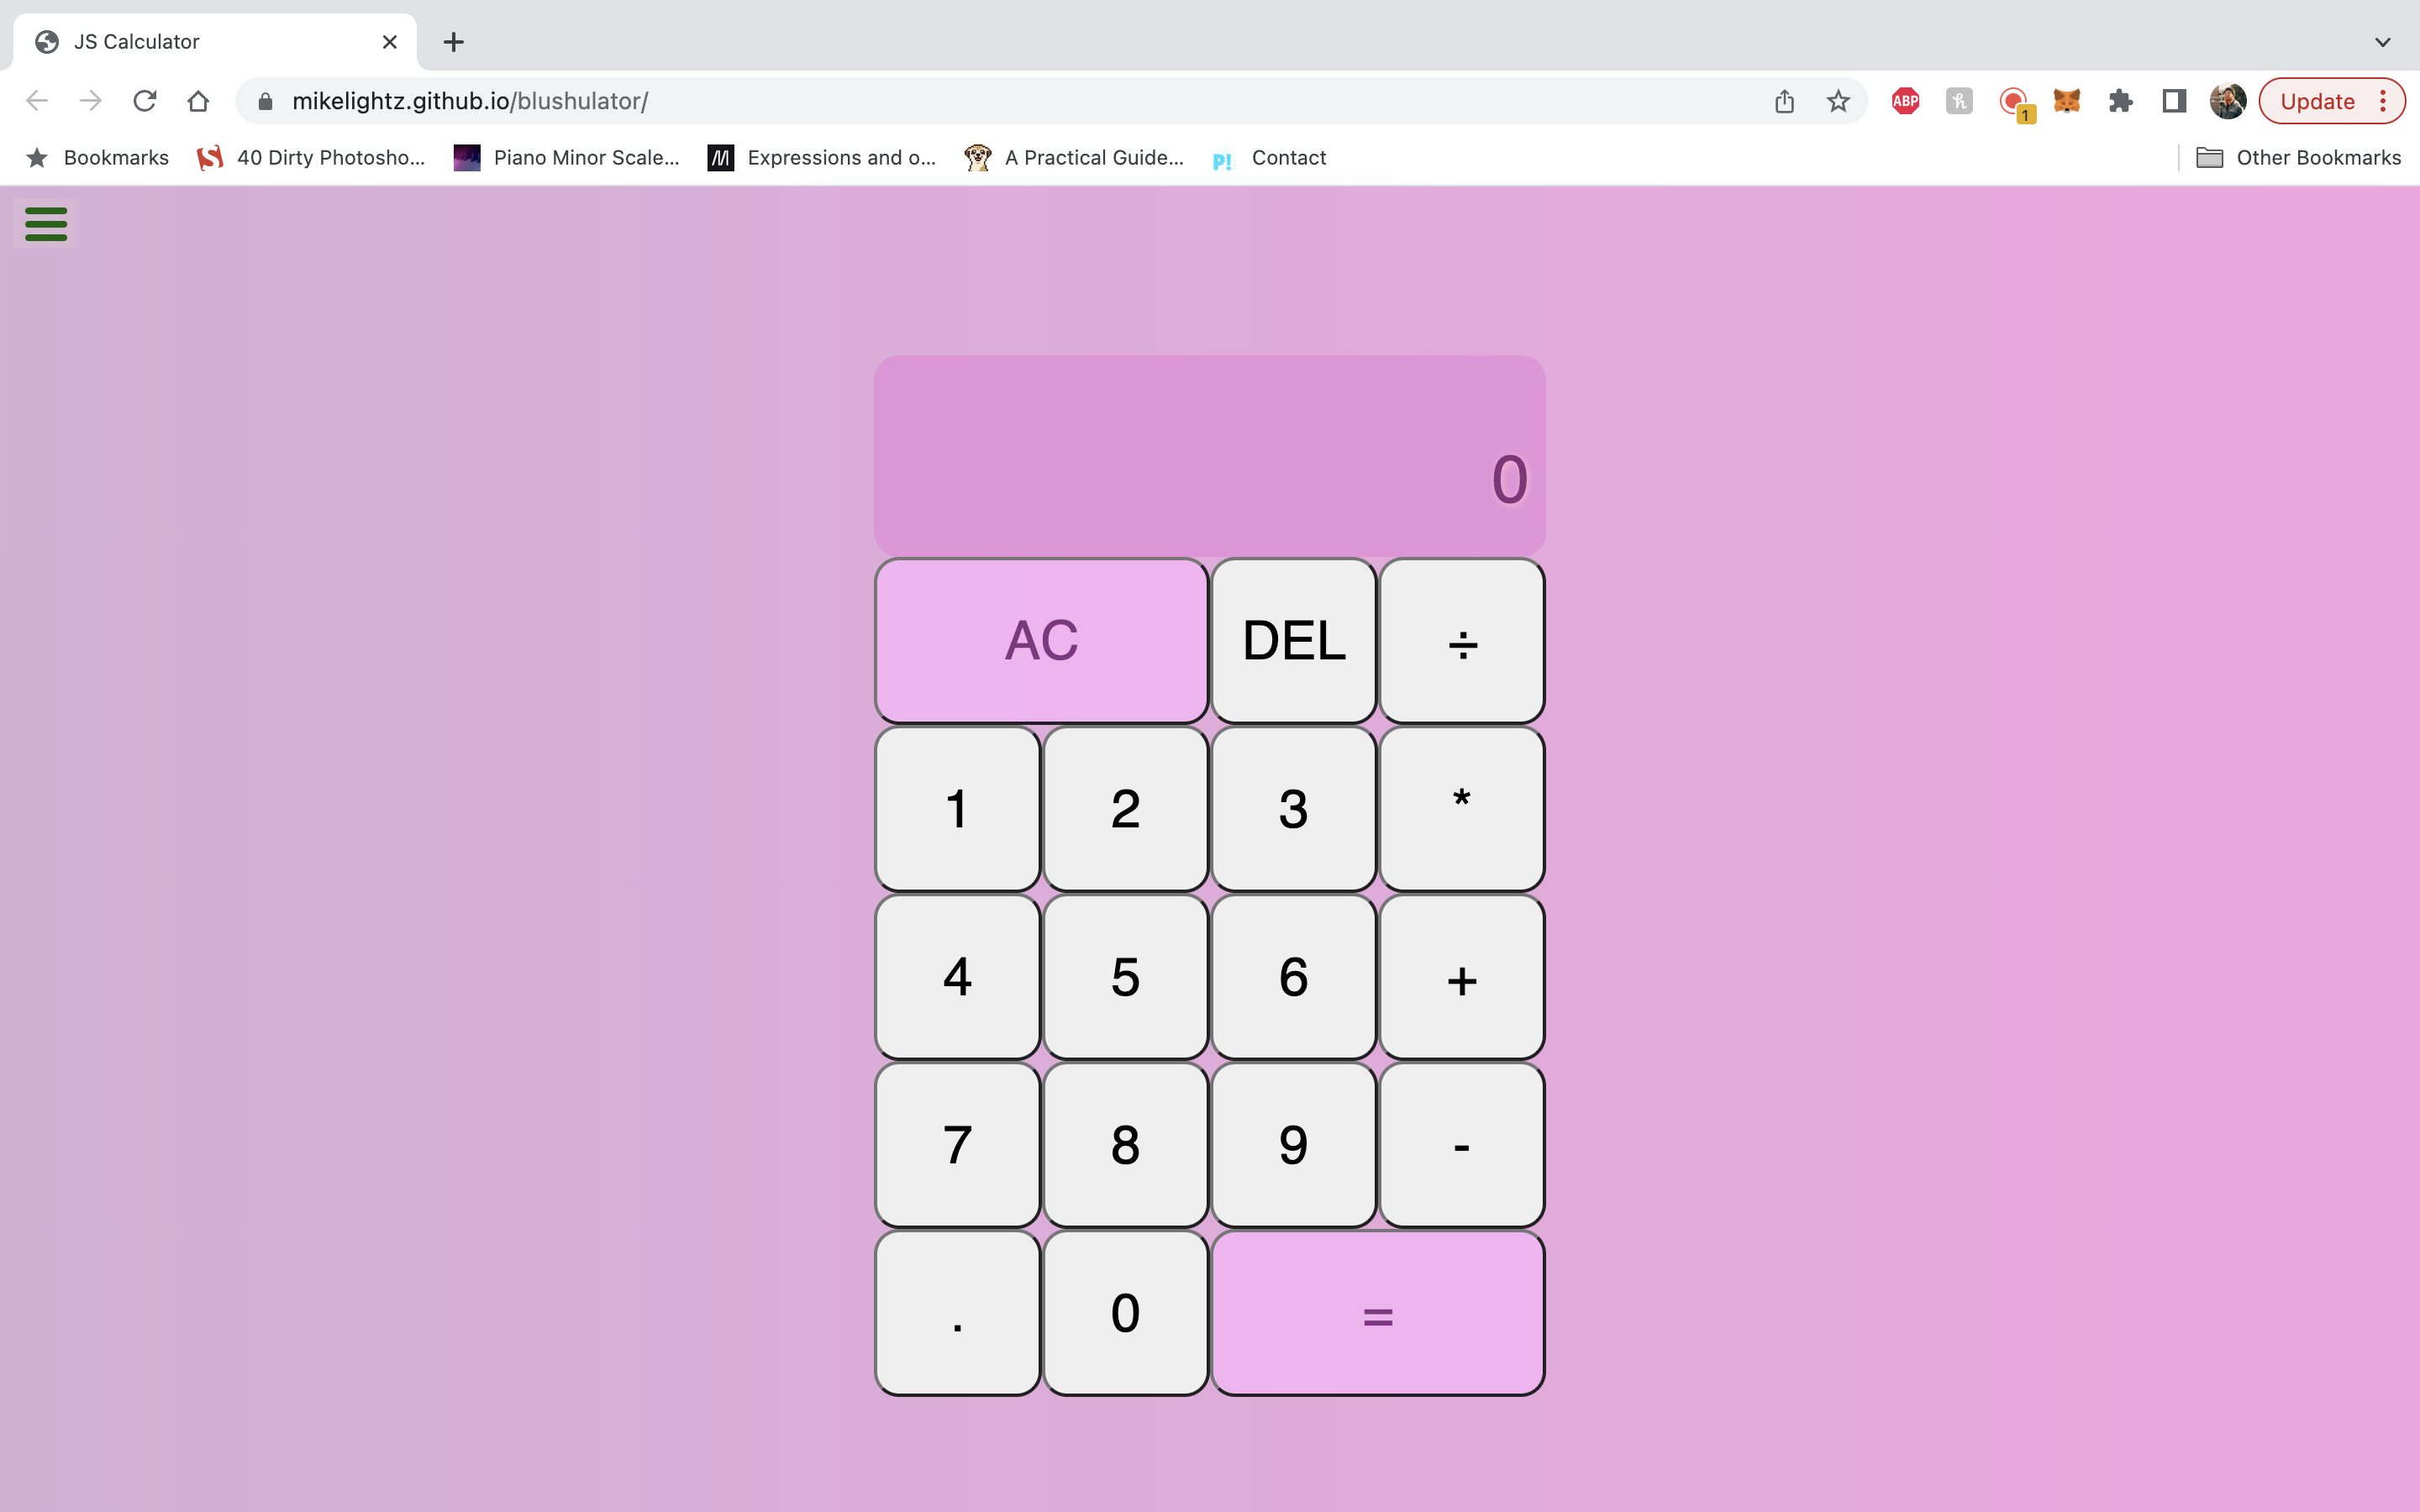 JS Calculator
mikelightz.github.io/blushulator/
ABP
1
Update
Bookmarks
40 Dirty Photosho...
Piano Minor Scale...
Expressions and o...
A Practical Guide...
p!
Contact
Other Bookmarks
0
AC DEL ÷
1 2 3 *
4 5 6 +
7 8 9 -
. 0 =